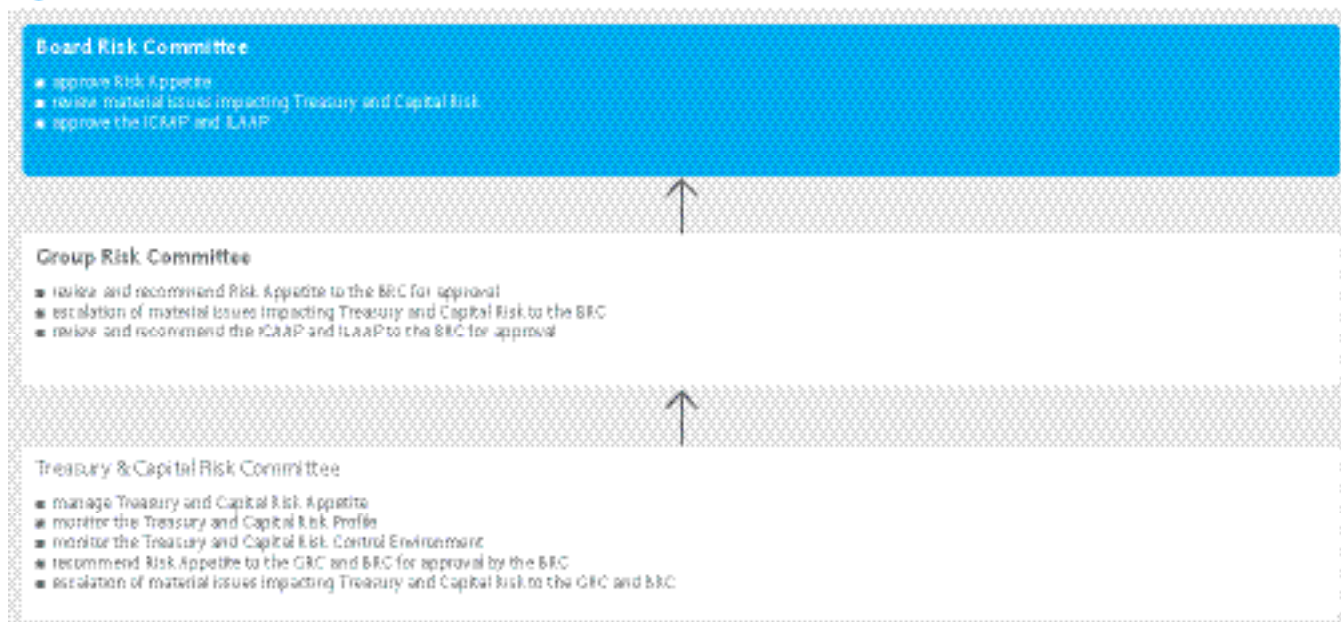 Board Risk Committee
■ approve Risk Appetite
■ review material issues impacting Treasury and Capital Risk
■ approve the ICAAP and ILAAP
Group Risk Committee
■ review and recommend Risk Appetite to the BRC for approval
■ escalation of material issues impacting Treasury and Capital Risk to the BRC
■ review and recommend the ICAAP and ILAAP to the BRC for approval
Treasury & Capital Risk Committee
■ manage Treasury and Capital Risk Appetite
■ monitor the Treasury and Capital Risk Profile
■ monitor the Treasury and Capital Risk Control Environment
■ recommend Risk Appetite to the GRC and BRC for approval by the BRC
■ escalation of material issues impacting Treasury and Capital Risk to the GRC and BRC